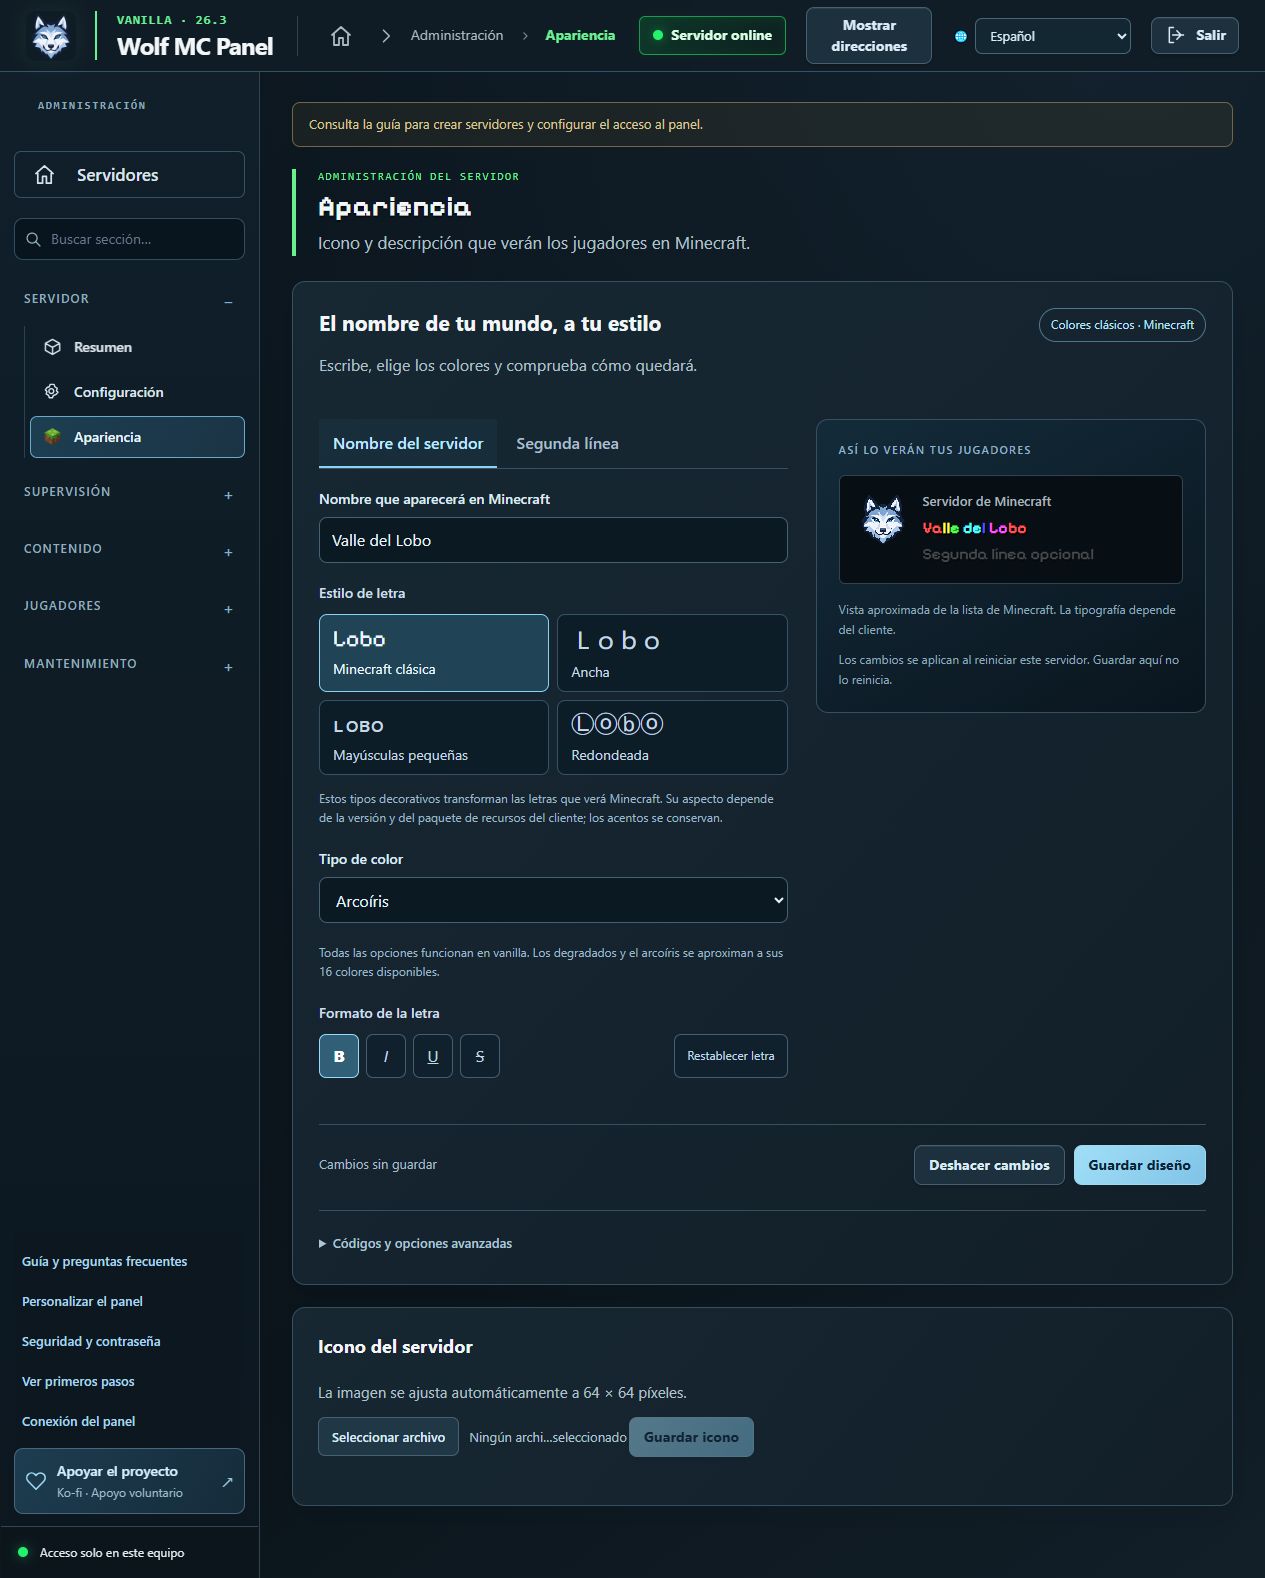 VANILLA · 26.3
Wolf MC Panel
Administración › Apariencia
Servidor online
Mostrar direcciones
Español
Salir
ADMINISTRACIÓN
Servidores
Buscar sección...
SERVIDOR −
Resumen
Configuración
Apariencia
SUPERVISIÓN +
CONTENIDO +
JUGADORES +
MANTENIMIENTO +
Guía y preguntas frecuentes
Personalizar el panel
Seguridad y contraseña
Ver primeros pasos
Conexión del panel
Apoyar el proyecto ↗
Ko-fi · Apoyo voluntario
Acceso solo en este equipo
Consulta la guía para crear servidores y configurar el acceso al panel.
ADMINISTRACIÓN DEL SERVIDOR
Apariencia
Icono y descripción que verán los jugadores en Minecraft.
El nombre de tu mundo, a tu estilo
Colores clásicos · Minecraft
Escribe, elige los colores y comprueba cómo quedará.
Nombre del servidor
Segunda línea
Nombre que aparecerá en Minecraft
Valle del Lobo
Estilo de letra
Lobo
Minecraft clásica
Ｌｏｂｏ
Ancha
ʟᴏʙᴏ
Mayúsculas pequeñas
Ⓛⓞⓑⓞ
Redondeada
Estos tipos decorativos transforman las letras que verá Minecraft. Su aspecto depende
de la versión y del paquete de recursos del cliente; los acentos se conservan.
Tipo de color
Arcoíris
Todas las opciones funcionan en vanilla. Los degradados y el arcoíris se aproximan a sus
16 colores disponibles.
Formato de la letra
B
I
U
S
Restablecer letra
ASÍ LO VERÁN TUS JUGADORES
Servidor de Minecraft
Valle del Lobo
Segunda línea opcional
Vista aproximada de la lista de Minecraft. La tipografía depende
del cliente.
Los cambios se aplican al reiniciar este servidor. Guardar aquí no
lo reinicia.
Cambios sin guardar
Deshacer cambios
Guardar diseño
Códigos y opciones avanzadas
Icono del servidor
La imagen se ajusta automáticamente a 64 × 64 píxeles.
Seleccionar archivo
Ningún archi...seleccionado
Guardar icono